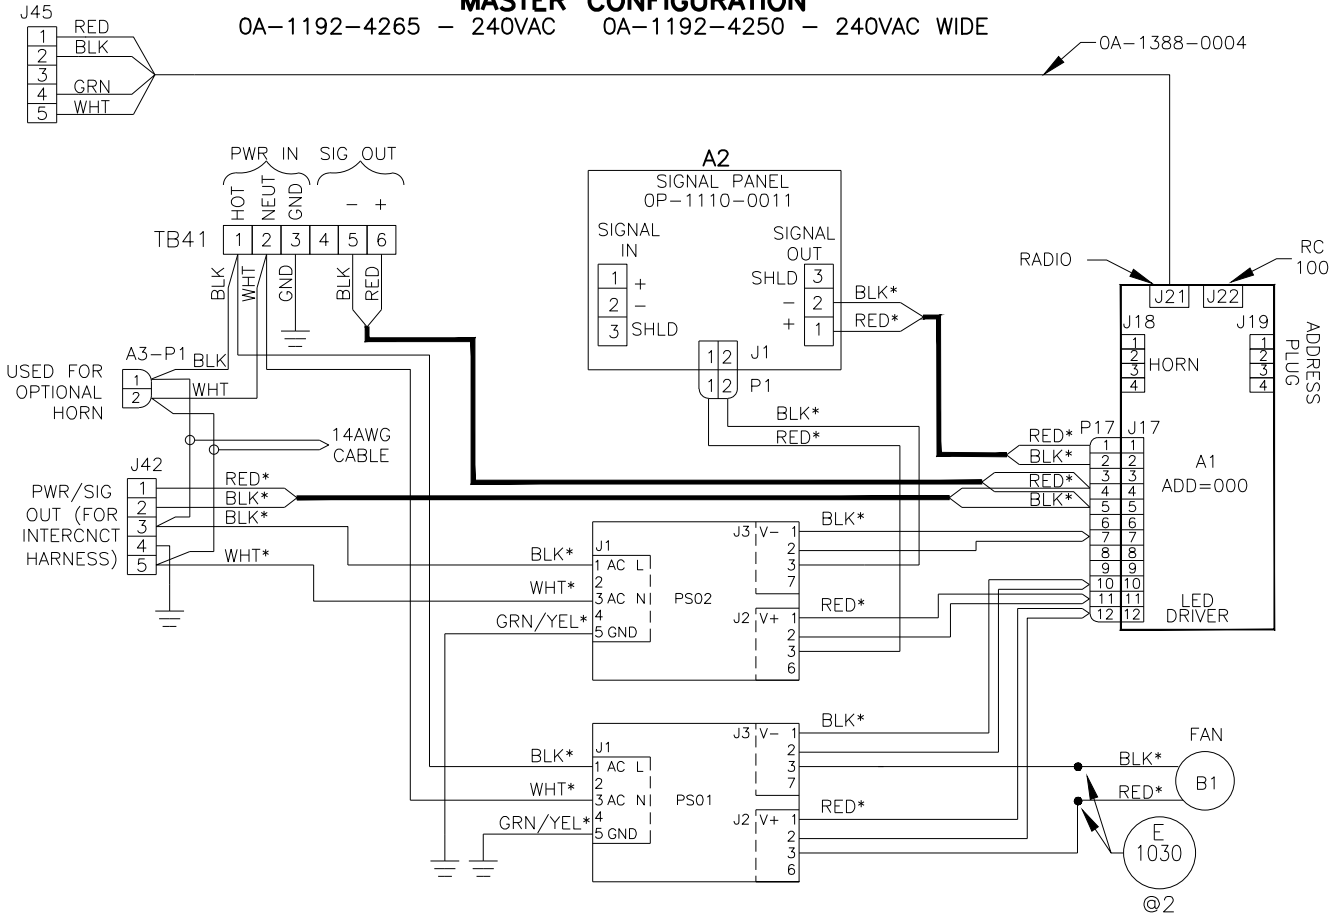 MASTER CONFIGURATION
0A-1192-4265 - 240VAC 0A-1192-4250 - 240VAC WIDE
J45
1 RED
2 BLK
3
4 GRN
5 WHT
0A-1388-0004
PWR IN SIG OUT
HOT NEUT GND - +
TB41 1 2 3 4 5 6
BLK WHT GND BLK RED
A2
SIGNAL PANEL
0P-1110-0011
SIGNAL
IN
1 +
2 -
3 SHLD
SIGNAL
OUT
SHLD 3
- 2 BLK*
+ 1 RED*
1 2 J1
1 2 P1
BLK*
RED*
RADIO
RC
100
J21 J22
J18 J19
1 1
2 2
3 3
4 4
HORN
ADDRESS
PLUG
A3-P1 BLK
1
2 WHT
USED FOR
OPTIONAL
HORN
14AWG
CABLE
J42
1 RED*
2 BLK*
3 BLK*
4
5 WHT*
PWR/SIG
OUT (FOR
INTERCNCT
HARNESS)
P17 J17
RED* 1 1
BLK* 2 2
RED* 3 3
4 4
BLK* 5 5
6 6
7 7
8 8
9 9
10 10
11 11
12 12
A1
ADD=000
LED
DRIVER
J1
BLK* 1 AC L
2
WHT* 3 AC N
4
GRN/YEL* 5 GND
PS02
J3 V- 1 BLK*
2
3
7
J2 V+ 1 RED*
2
3
6
J1
BLK* 1 AC L
2
WHT* 3 AC N
4
GRN/YEL* 5 GND
PS01
J3 V- 1 BLK*
2
3
7
J2 V+ 1 RED*
2
3
6
FAN
BLK*
B1
RED*
E
1030
@2